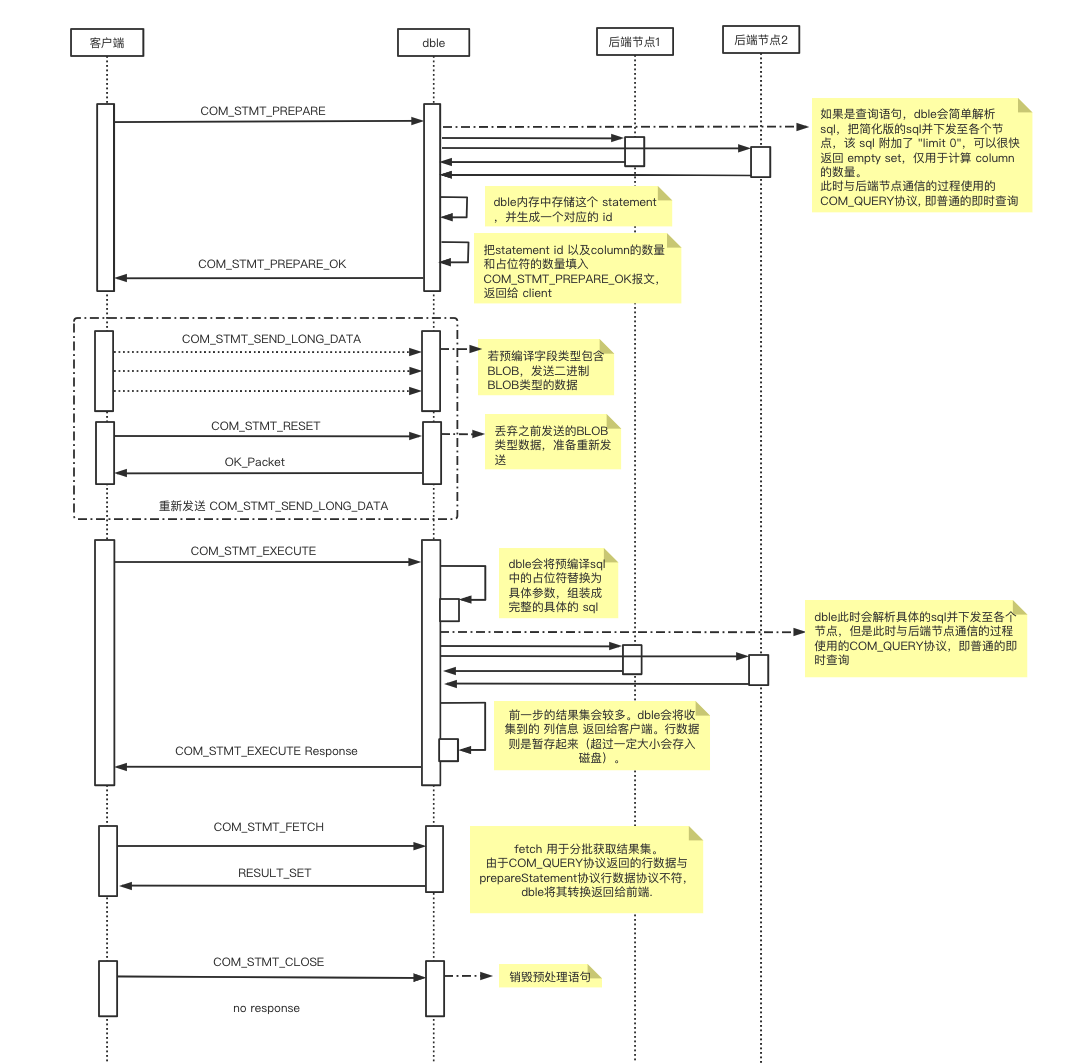 客户端
dble
后端节点1
后端节点2
COM_STMT_PREPARE
如果是查询语句，dble会简单解析
sql，把简化版的sql并下发至各个节
点，该 sql 附加了 "limit 0"，可以很快
返回 empty set，仅用于计算 column
的数量。
此时与后端节点通信的过程使用的
COM_QUERY协议, 即普通的即时查询
dble内存中存储这个 statement
，并生成一个对应的 id
把statement id 以及column的数量
和占位符的数量填入
COM_STMT_PREPARE_OK报文，
返回给 client
COM_STMT_PREPARE_OK
COM_STMT_SEND_LONG_DATA
若预编译字段类型包含
BLOB，发送二进制
BLOB类型的数据
COM_STMT_RESET
丢弃之前发送的BLOB
类型数据，准备重新发
送
OK_Packet
重新发送 COM_STMT_SEND_LONG_DATA
COM_STMT_EXECUTE
dble会将预编译sql
中的占位符替换为
具体参数，组装成
完整的具体的 sql
dble此时会解析具体的sql并下发至各个
节点，但是此时与后端节点通信的过程
使用的COM_QUERY协议，即普通的即
时查询
前一步的结果集会较多。dble会将收
集到的 列信息 返回给客户端。行数据
则是暂存起来（超过一定大小会存入
磁盘）。
COM_STMT_EXECUTE Response
COM_STMT_FETCH
fetch 用于分批获取结果集。
由于COM_QUERY协议返回的行数据与
prepareStatement协议行数据协议不符，
dble将其转换返回给前端.
RESULT_SET
COM_STMT_CLOSE
销毁预处理语句
no response